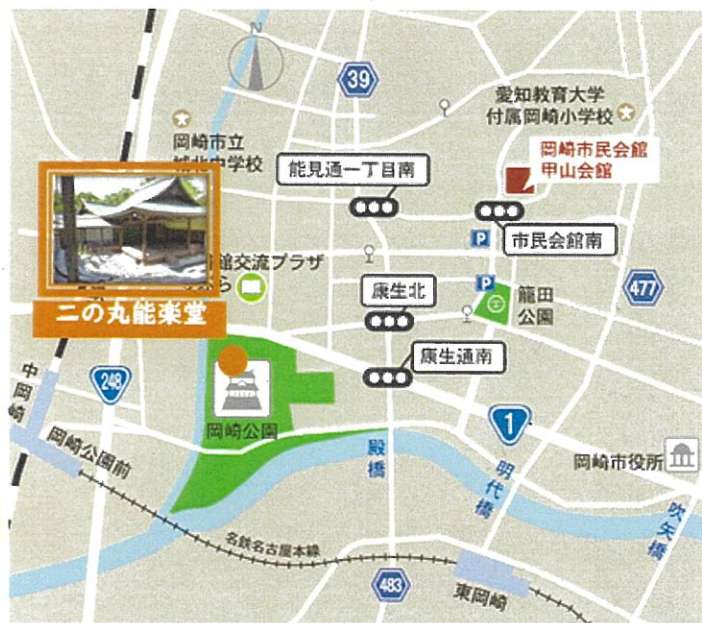 N
39
愛知教育大学
付属岡崎小学校
岡崎市立
城北中学校
岡崎市民会館
甲山会館
能見通一丁目南
P
市民会館南
館交流プラザ
ら
二の丸能楽堂
康生北
P
籠田
公園
477
康生通南
中岡崎
248
岡崎公園
1
岡崎公園前
殿橋
明代橋
岡崎市役所
吹矢橋
名鉄名古屋本線
483
東岡崎